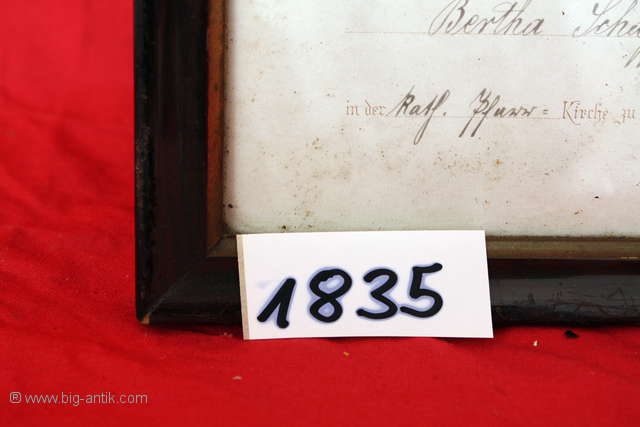 Bertha
in der kath. Pfarr= Kirche zu
1835
® www.big-antik.com